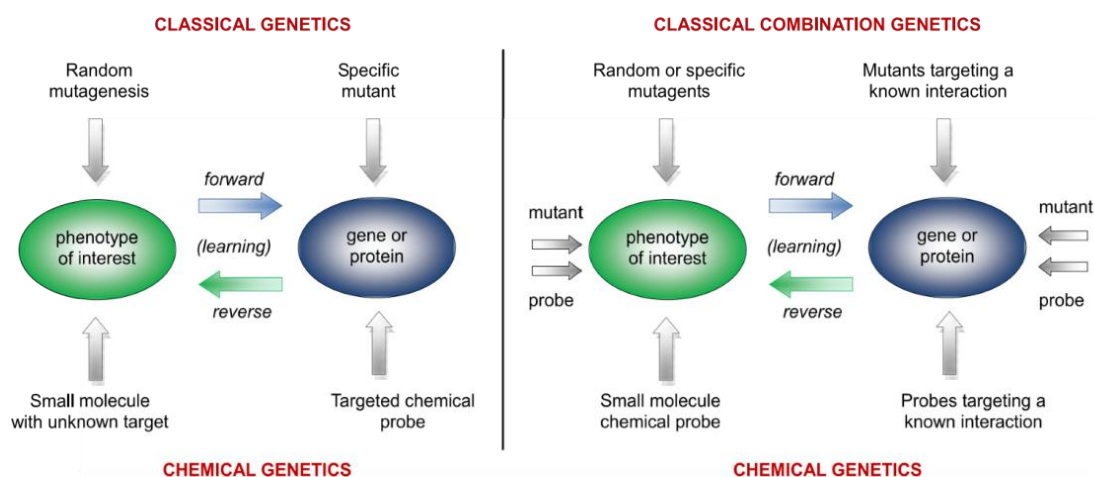 CLASSICAL GENETICS
Random
mutagenesis
Specific
mutant
forward
phenotype
of interest
(learning)
gene or
protein
reverse
Small molecule
with unknown target
Targeted chemical
probe
CHEMICAL GENETICS
CLASSICAL COMBINATION GENETICS
Random or specific
mutagents
Mutants targeting a
known interaction
forward
mutant
phenotype
of interest
(learning)
gene or
protein
mutant
probe
reverse
probe
Small molecule
chemical probe
Probes targeting a
known interaction
CHEMICAL GENETICS